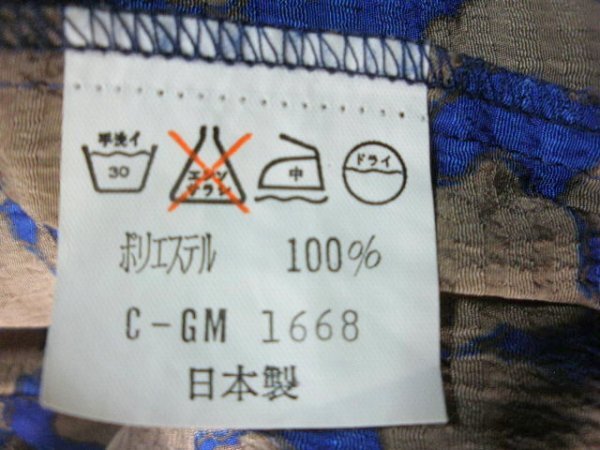 手洗イ 30 エンソ サラシ 中 ドライ
ポリエステル 100%
C-GM 1668
日本製